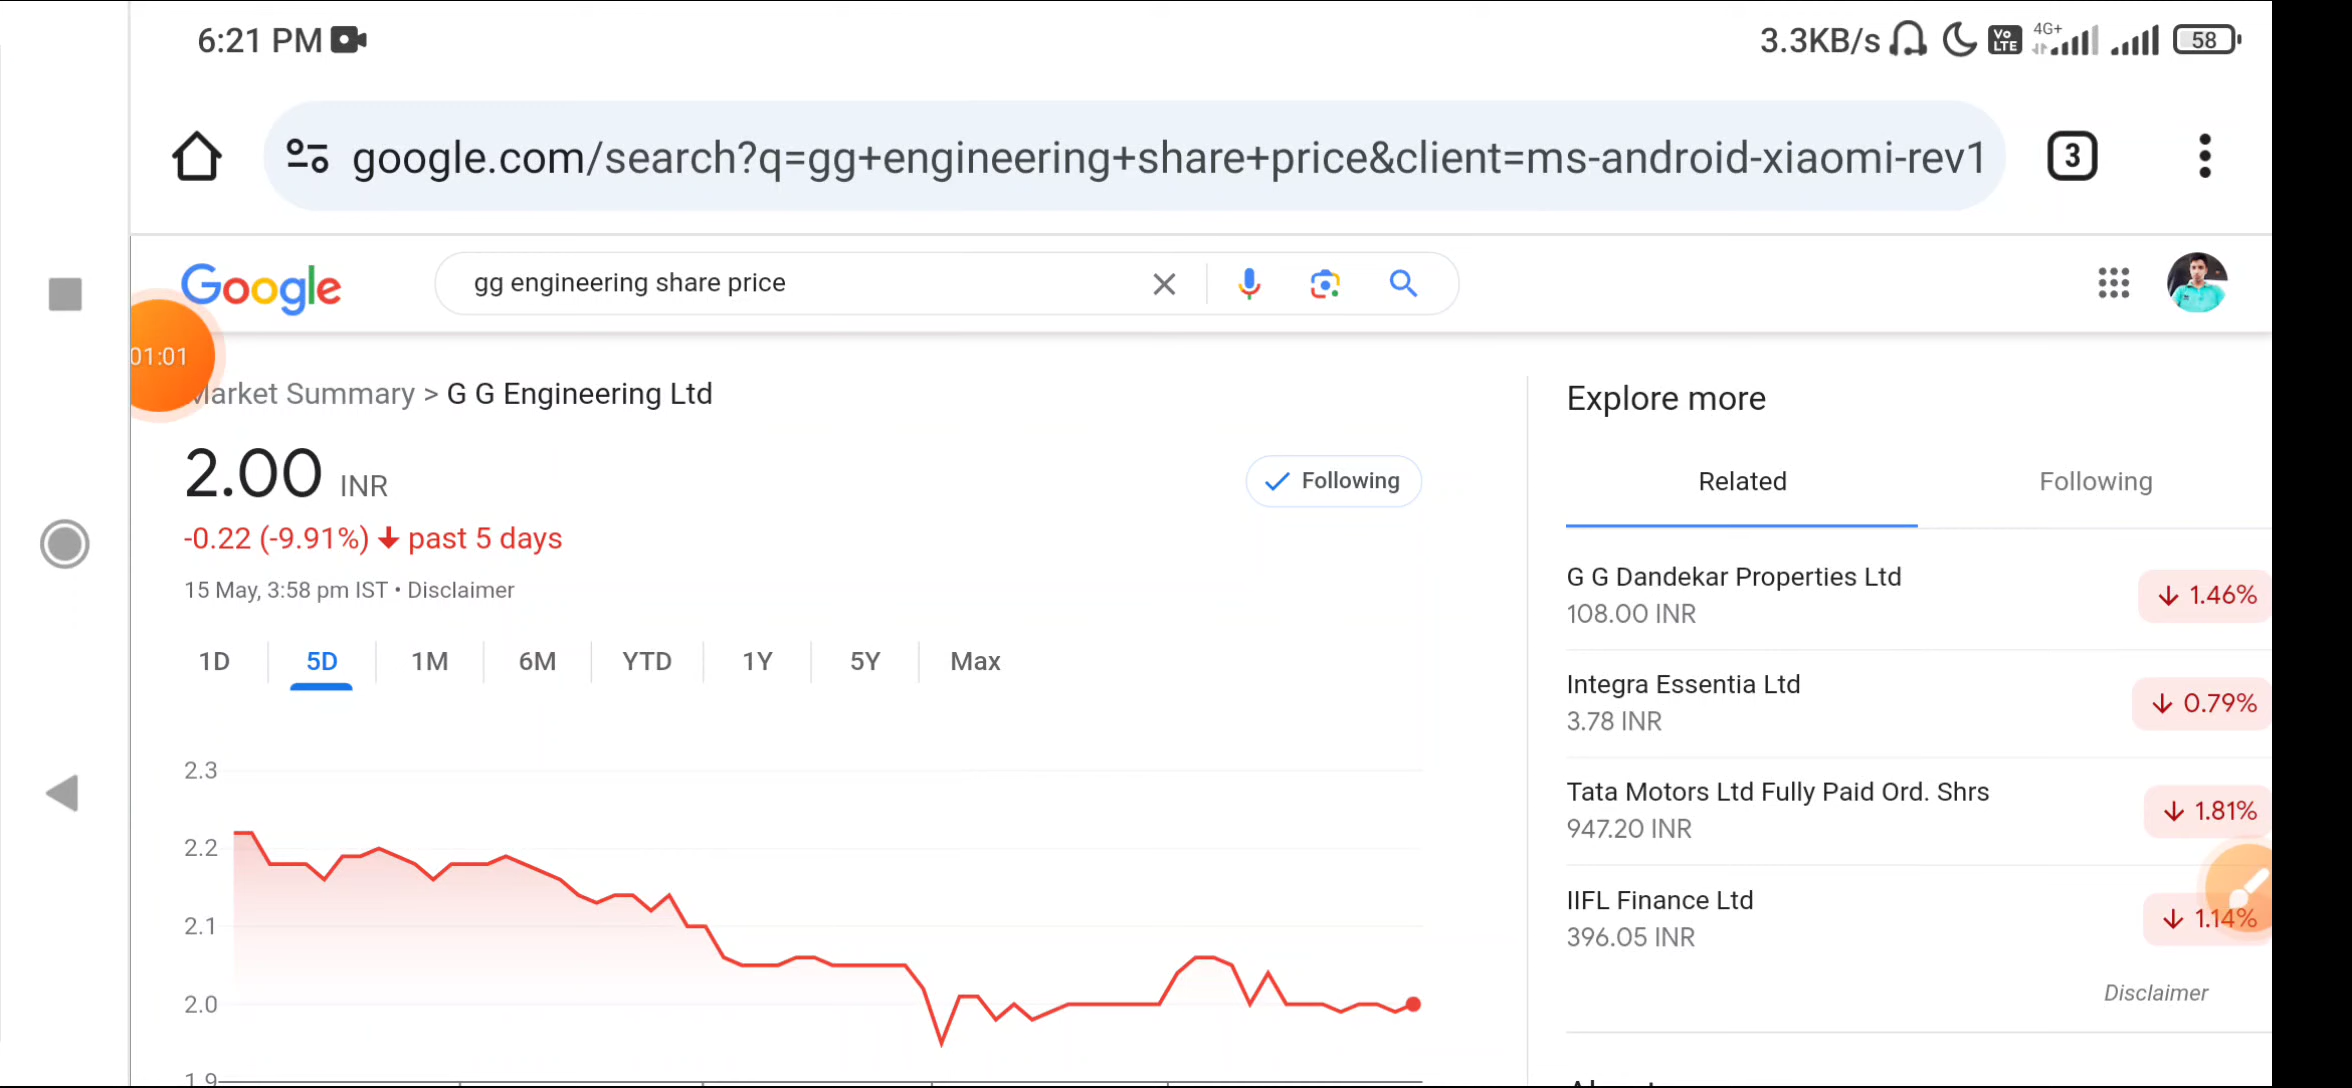 6:21 PM
3.3KB/s Vo LTE 4G+ 58
google.com/search?q=gg+engineering+share+price&client=ms-android-xiaomi-rev1
3
Google
gg engineering share price
01:01
Market Summary > G G Engineering Ltd
2.00 INR
Following
-0.22 (-9.91%) ↓ past 5 days
15 May, 3:58 pm IST • Disclaimer
1D 5D 1M 6M YTD 1Y 5Y Max
2.3
2.2
2.1
2.0
1.9
Explore more
Related Following
G G Dandekar Properties Ltd
108.00 INR
↓ 1.46%
Integra Essentia Ltd
3.78 INR
↓ 0.79%
Tata Motors Ltd Fully Paid Ord. Shrs
947.20 INR
↓ 1.81%
IIFL Finance Ltd
396.05 INR
↓ 1.14%
Disclaimer